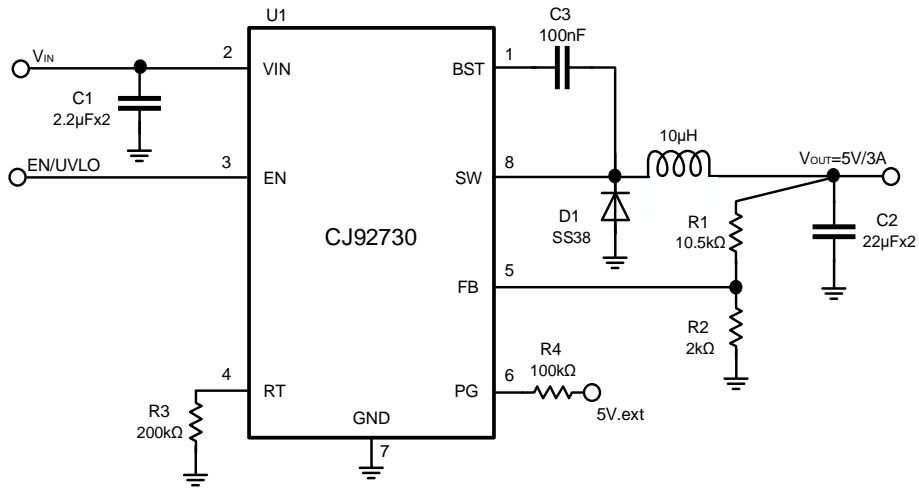 U1
C3
100nF
VIN
2
VIN
BST
1
C1
2.2µFx2
10µH
EN/UVLO
3
EN
SW
8
VOUT=5V/3A
D1
SS38
R1
10.5kΩ
C2
22µFx2
CJ92730
FB
5
R2
2kΩ
R4
100kΩ
4
RT
PG
6
5V.ext
R3
200kΩ
GND
7